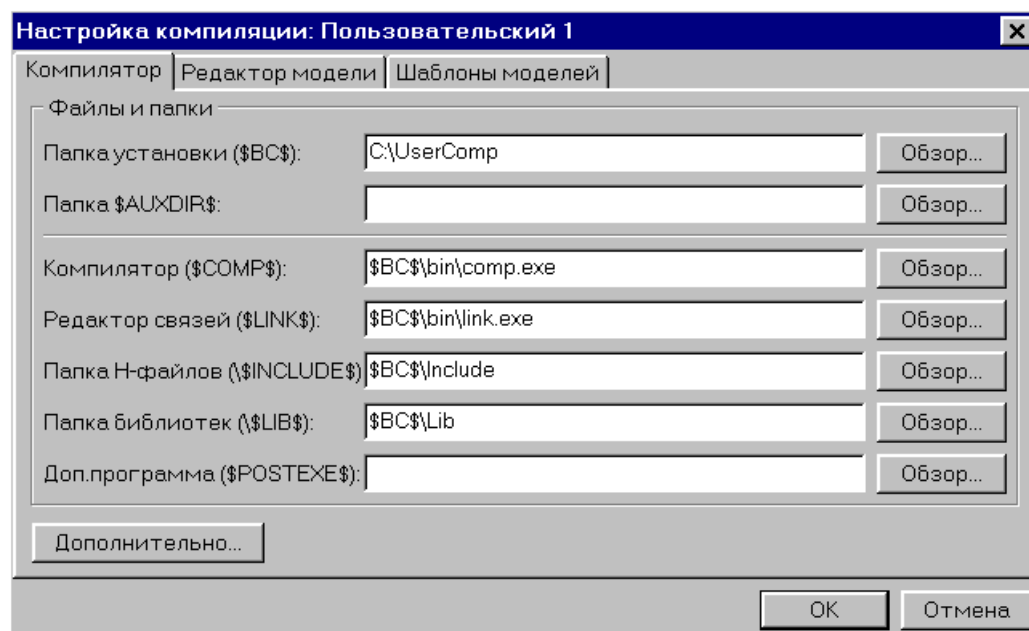 Настройка компиляции: Пользовательский 1
Компилятор Редактор модели Шаблоны моделей
Файлы и папки
Папка установки ($BC$): C:\UserComp Обзор...
Папка $AUXDIR$: Обзор...
Компилятор ($COMP$): $BC$\bin\comp.exe Обзор...
Редактор связей ($LINK$): $BC$\bin\link.exe Обзор...
Папка H-файлов (\$INCLUDE$) $BC$\Include Обзор...
Папка библиотек (\$LIB$): $BC$\Lib Обзор...
Доп.программа ($POSTEXE$): Обзор...
Дополнительно...
OK Отмена